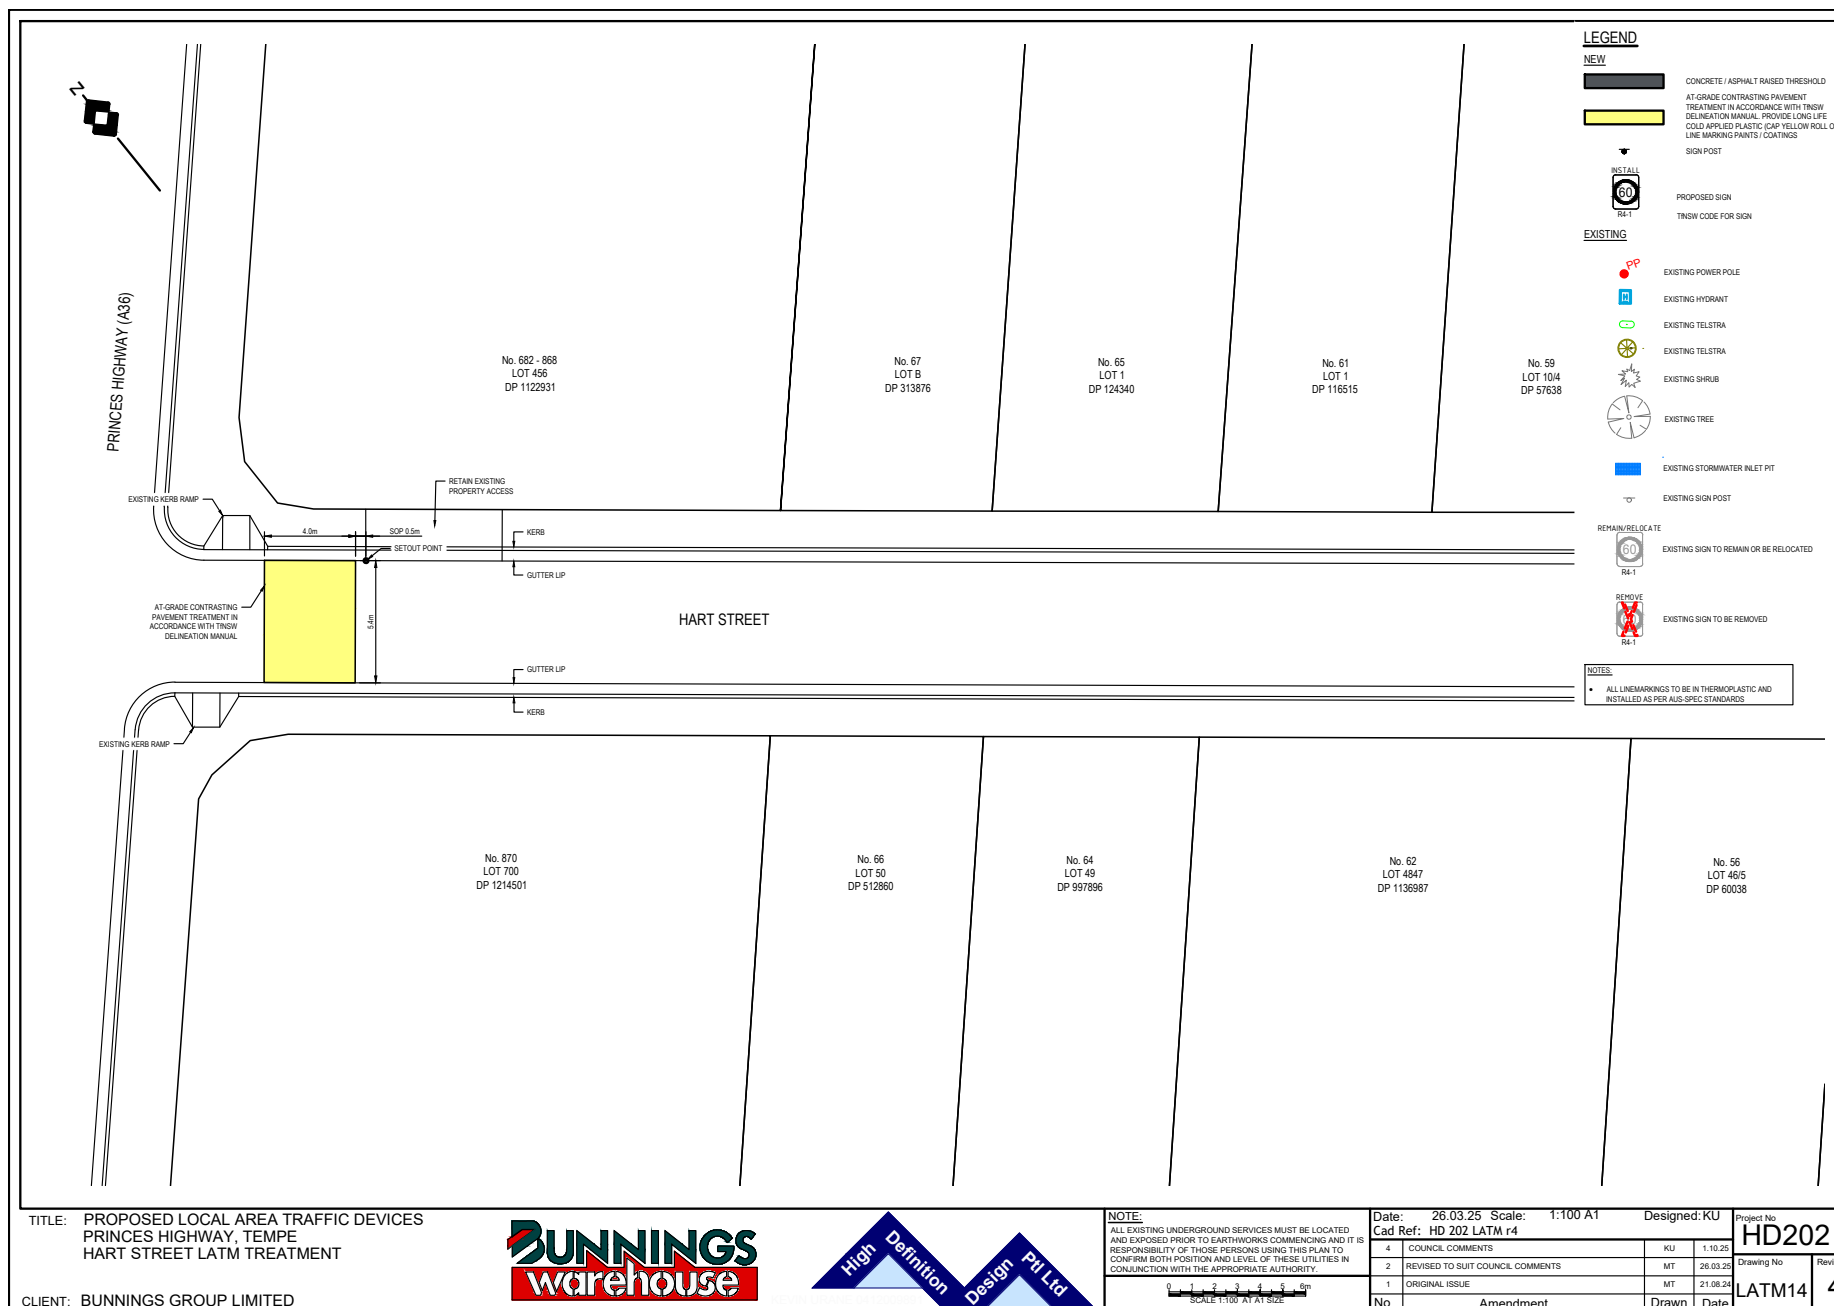 LEGEND
NEW
CONCRETE / ASPHALT RAISED THRESHOLD
AT-GRADE CONTRASTING PAVEMENT
TREATMENT IN ACCORDANCE WITH TfNSW
DELINEATION MANUAL. PROVIDE LONG LIFE
COLD APPLIED PLASTIC (CAP YELLOW ROLL O
LINE MARKING PAINTS / COATINGS
SIGN POST
INSTALL
60
R4-1
PROPOSED SIGN
TfNSW CODE FOR SIGN
EXISTING
PP
EXISTING POWER POLE
H
EXISTING HYDRANT
EXISTING TELSTRA
EXISTING TELSTRA
EXISTING SHRUB
EXISTING TREE
EXISTING STORMWATER INLET PIT
EXISTING SIGN POST
REMAIN/RELOCATE
60
R4-1
EXISTING SIGN TO REMAIN OR BE RELOCATED
REMOVE
R4-1
EXISTING SIGN TO BE REMOVED
NOTES:
• ALL LINEMARKINGS TO BE IN THERMOPLASTIC AND
INSTALLED AS PER AUS-SPEC STANDARDS
Z
PRINCES HIGHWAY (A36)
No. 682 - 868
LOT 456
DP 1122931
No. 67
LOT B
DP 313876
No. 65
LOT 1
DP 124340
No. 61
LOT 1
DP 116515
No. 59
LOT 10/4
DP 57638
EXISTING KERB RAMP
RETAIN EXISTING
PROPERTY ACCESS
4.0m
SOP 0.5m
SETOUT POINT
KERB
GUTTER LIP
AT-GRADE CONTRASTING
PAVEMENT TREATMENT IN
ACCORDANCE WITH TfNSW
DELINEATION MANUAL
5.4m
HART STREET
GUTTER LIP
KERB
EXISTING KERB RAMP
No. 870
LOT 700
DP 1214501
No. 66
LOT 50
DP 512860
No. 64
LOT 49
DP 997896
No. 62
LOT 4847
DP 1136987
No. 56
LOT 46/5
DP 60038
TITLE: PROPOSED LOCAL AREA TRAFFIC DEVICES
PRINCES HIGHWAY, TEMPE
HART STREET LATM TREATMENT
CLIENT: BUNNINGS GROUP LIMITED
BUNNINGS
warehouse
High Definition Design Ptl Ltd
NOTE:
ALL EXISTING UNDERGROUND SERVICES MUST BE LOCATED
AND EXPOSED PRIOR TO EARTHWORKS COMMENCING AND IT IS
RESPONSIBILITY OF THOSE PERSONS USING THIS PLAN TO
CONFIRM BOTH POSITION AND LEVEL OF THESE UTILITIES IN
CONJUNCTION WITH THE APPROPRIATE AUTHORITY.
0 1 2 3 4 5 6m
SCALE 1:100 AT A1 SIZE
Date: 26.03.25 Scale: 1:100 A1 Designed: KU
Cad Ref: HD 202 LATM r4
4 COUNCIL COMMENTS KU 1.10.25
2 REVISED TO SUIT COUNCIL COMMENTS MT 26.03.25
1 ORIGINAL ISSUE MT 21.08.24
No. Amendment Drawn Date
Project No
HD202
Drawing No
LATM14
Revi
4